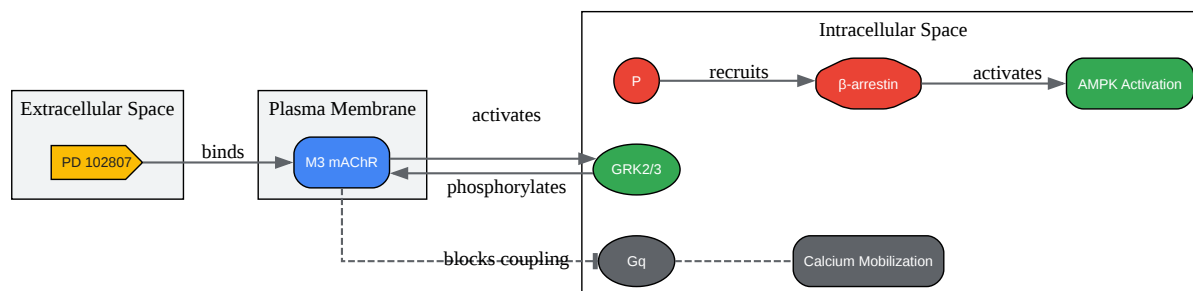 Intracellular Space
P
recruits
β-arrestin
activates
AMPK Activation
Extracellular Space
Plasma Membrane
activates
PD 102807
binds
M3 mAChR
GRK2/3
phosphorylates
blocks coupling
Gq
Calcium Mobilization